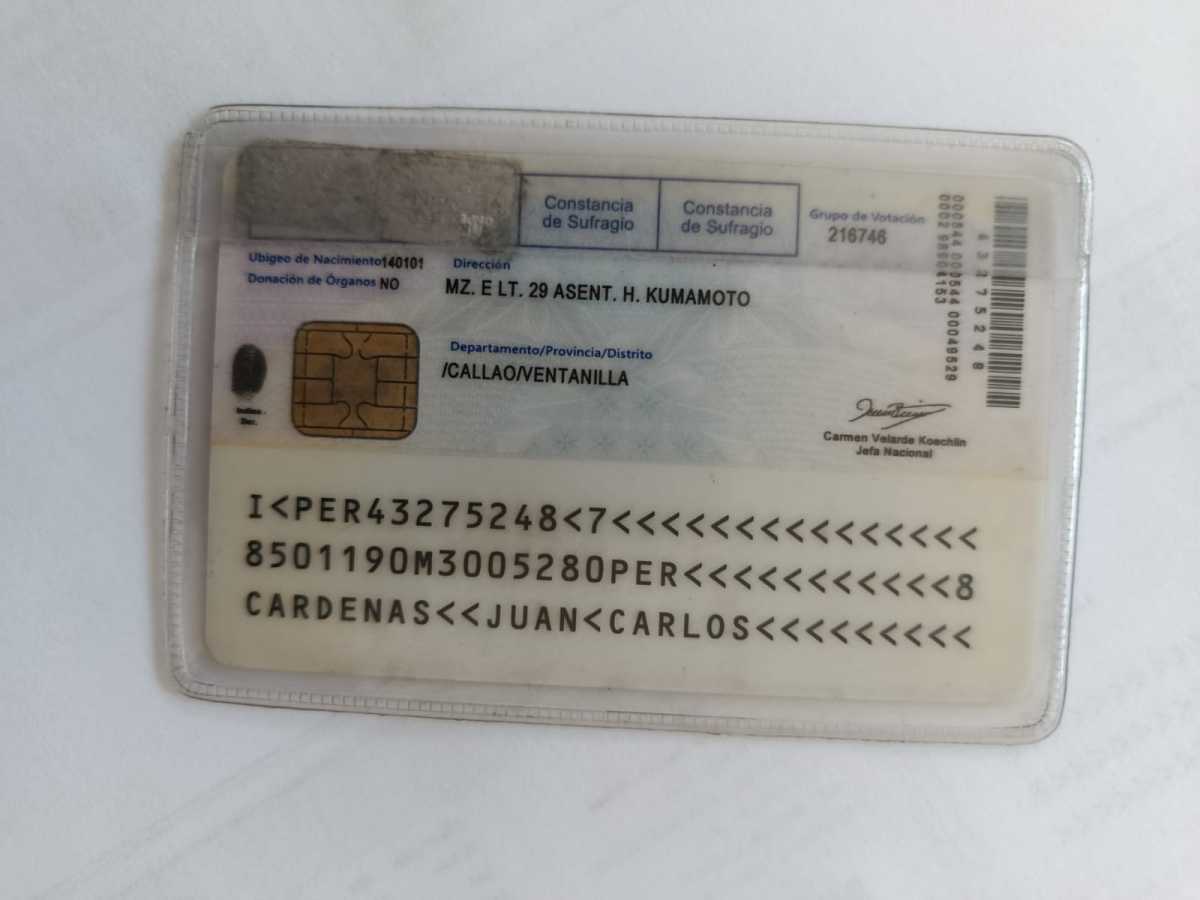 Constancia
de Sufragio
Constancia
de Sufragio
Grupo de Votación
216746
Ubigeo de Nacimiento 140101
Donación de Órganos NO
Dirección
MZ. E LT. 29 ASENT. H. KUMAMOTO
Departamento/Provincia/Distrito
/CALLAO/VENTANILLA
Carmen Velarde Koechlin
Jefa Nacional
43275248
I<PER43275248<7<<<<<<<<<<<<<<<
8501190M3005280PER<<<<<<<<<<<8
CARDENAS<<JUAN<CARLOS<<<<<<<<<